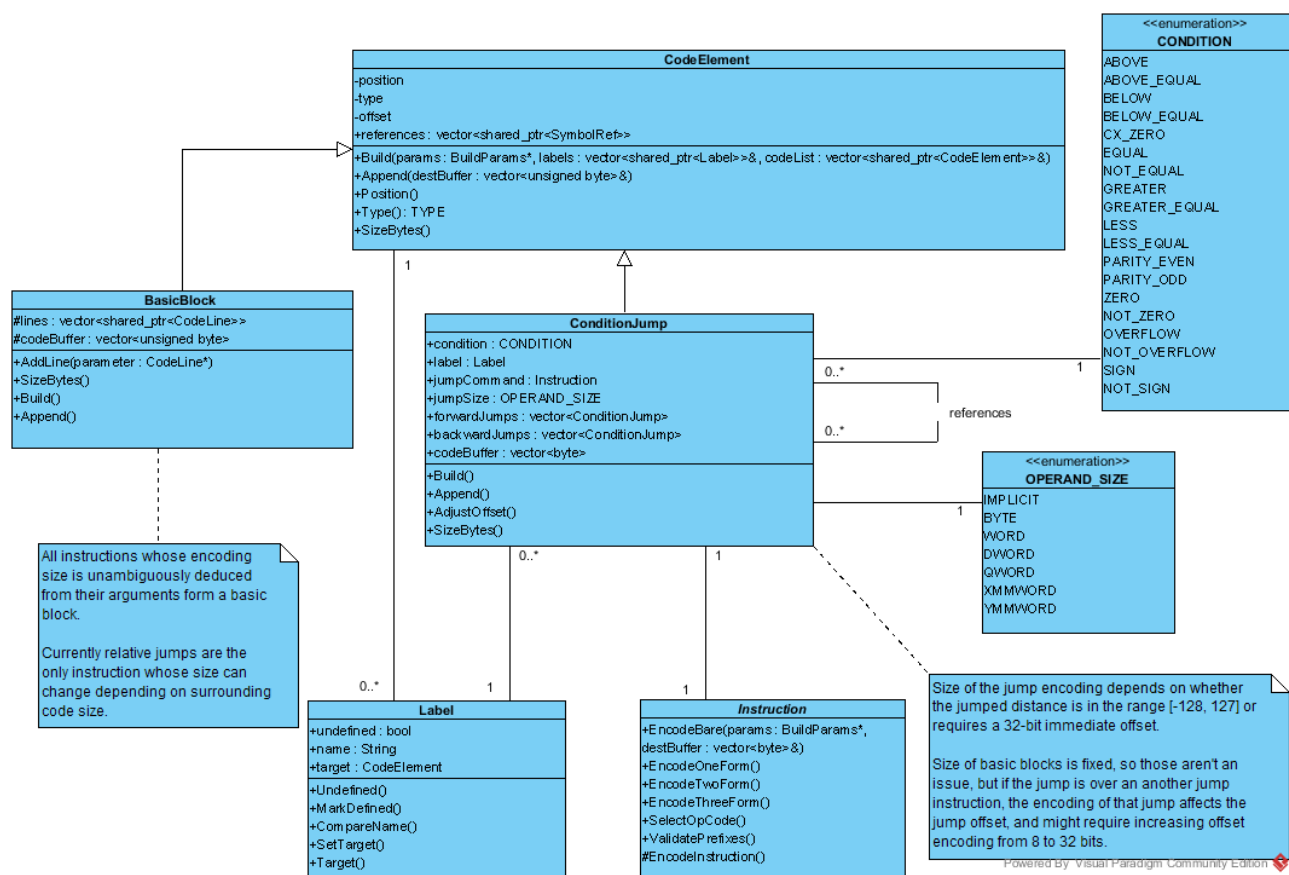 <<enumeration>>
CONDITION
ABOVE
ABOVE_EQUAL
BELOW
BELOW_EQUAL
CX_ZERO
EQUAL
NOT_EQUAL
GREATER
GREATER_EQUAL
LESS
LESS_EQUAL
PARITY_EVEN
PARITY_ODD
ZERO
NOT_ZERO
OVERFLOW
NOT_OVERFLOW
SIGN
NOT_SIGN
CodeElement
-position
-type
-offset
+references : vector<shared_ptr<SymbolRef>>
+Build(params : BuildParams*, labels : vector<shared_ptr<Label>>&, codeList : vector<shared_ptr<CodeElement>>&)
+Append(destBuffer : vector<unsigned byte>&)
+Position()
+Type() : TYPE
+SizeBytes()
1
BasicBlock
#lines : vector<shared_ptr<CodeLine>>
#codeBuffer : vector<unsigned byte>
+AddLine(parameter : CodeLine*)
+SizeBytes()
+Build()
+Append()
ConditionJump
+condition : CONDITION
+label : Label
+jumpCommand : Instruction
+jumpSize : OPERAND_SIZE
+forwardJumps : vector<ConditionJump>
+backwardJumps : vector<ConditionJump>
+codeBuffer : vector<byte>
+Build()
+Append()
+AdjustOffset()
+SizeBytes()
0..*
1
references
0..*
<<enumeration>>
OPERAND_SIZE
IMPLICIT
BYTE
WORD
DWORD
QWORD
XMMWORD
YMMWORD
1
0..*
1
All instructions whose encoding
size is unambiguously deduced
from their arguments form a basic
block.
Currently relative jumps are the
only instruction whose size can
change depending on surrounding
code size.
0..*
1
1
Label
+undefined : bool
+name : String
+target : CodeElement
+Undefined()
+MarkDefined()
+CompareName()
+SetTarget()
+Target()
Instruction
+EncodeBare(params : BuildParams*,
destBuffer : vector<byte>&)
+EncodeOneForm()
+EncodeTwoForm()
+EncodeThreeForm()
+SelectOpCode()
+ValidatePrefixes()
#EncodeInstruction()
Size of the jump encoding depends on whether
the jumped distance is in the range [-128, 127] or
requires a 32-bit immediate offset.
Size of basic blocks is fixed, so those aren't an
issue, but if the jump is over an another jump
instruction, the encoding of that jump affects the
jump offset, and might require increasing offset
encoding from 8 to 32 bits.
Powered By Visual Paradigm Community Edition